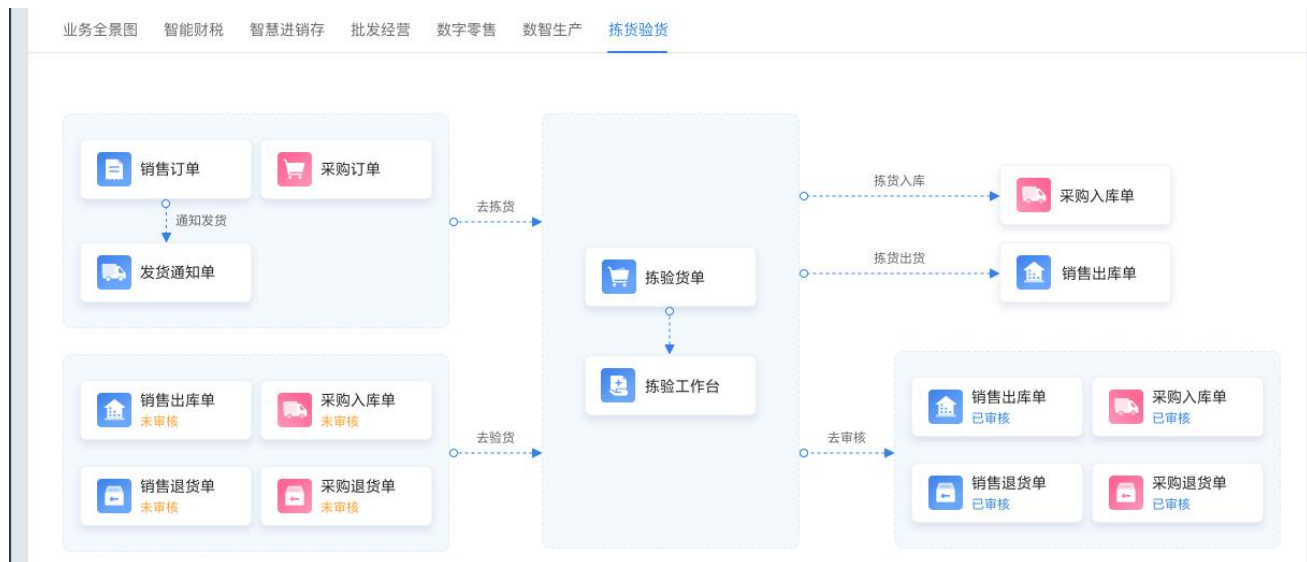 业务全景图 智能财税 智慧进销存 批发经营 数字零售 数智生产 拣货验货
销售订单 采购订单
通知发货
发货通知单
去拣货
拣验货单
拣验工作台
拣货入库
采购入库单
拣货出货
销售出库单
销售出库单 采购入库单
未审核 未审核
销售退货单 采购退货单
未审核 未审核
去验货
去审核
销售出库单 采购入库单
已审核 已审核
销售退货单 采购退货单
已审核 已审核